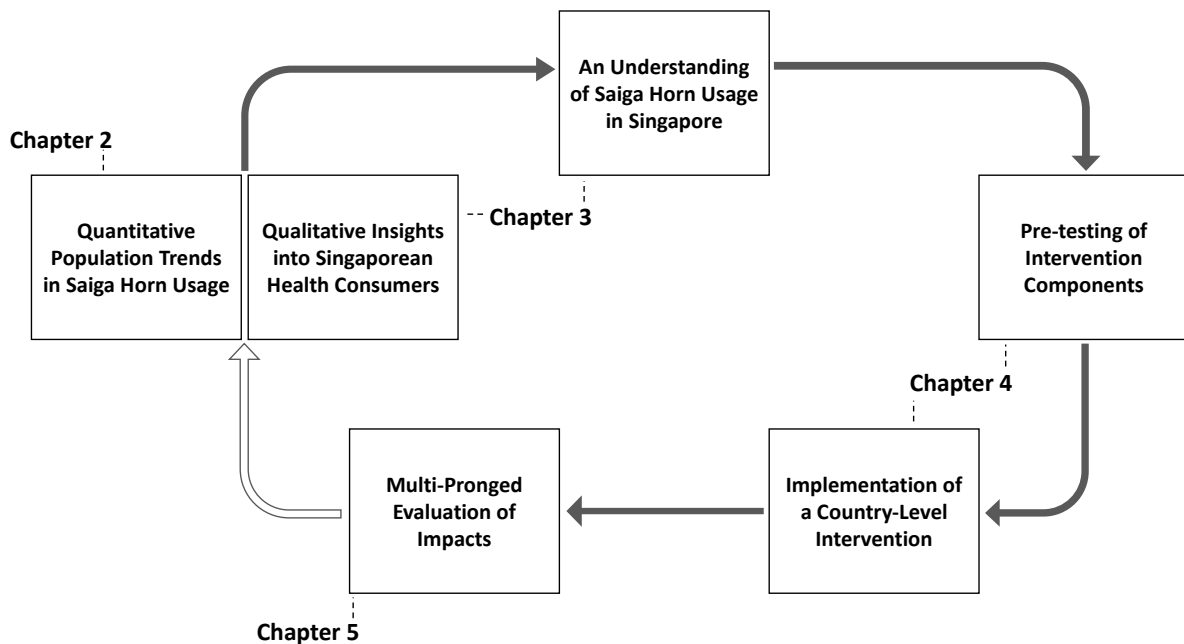 An Understanding
of Saiga Horn Usage
in Singapore
Chapter 2
Quantitative
Population Trends
in Saiga Horn Usage
Qualitative Insights
into Singaporean
Health Consumers
Chapter 3
Pre-testing of
Intervention
Components
Chapter 4
Implementation of
a Country-Level
Intervention
Multi-Pronged
Evaluation of
Impacts
Chapter 5